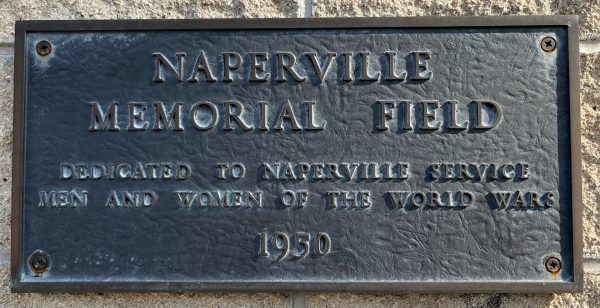 NAPERVILLE
MEMORIAL FIELD
DEDICATED TO NAPERVILLE SERVICE
MEN AND WOMEN OF THE WORLD WARS
1950